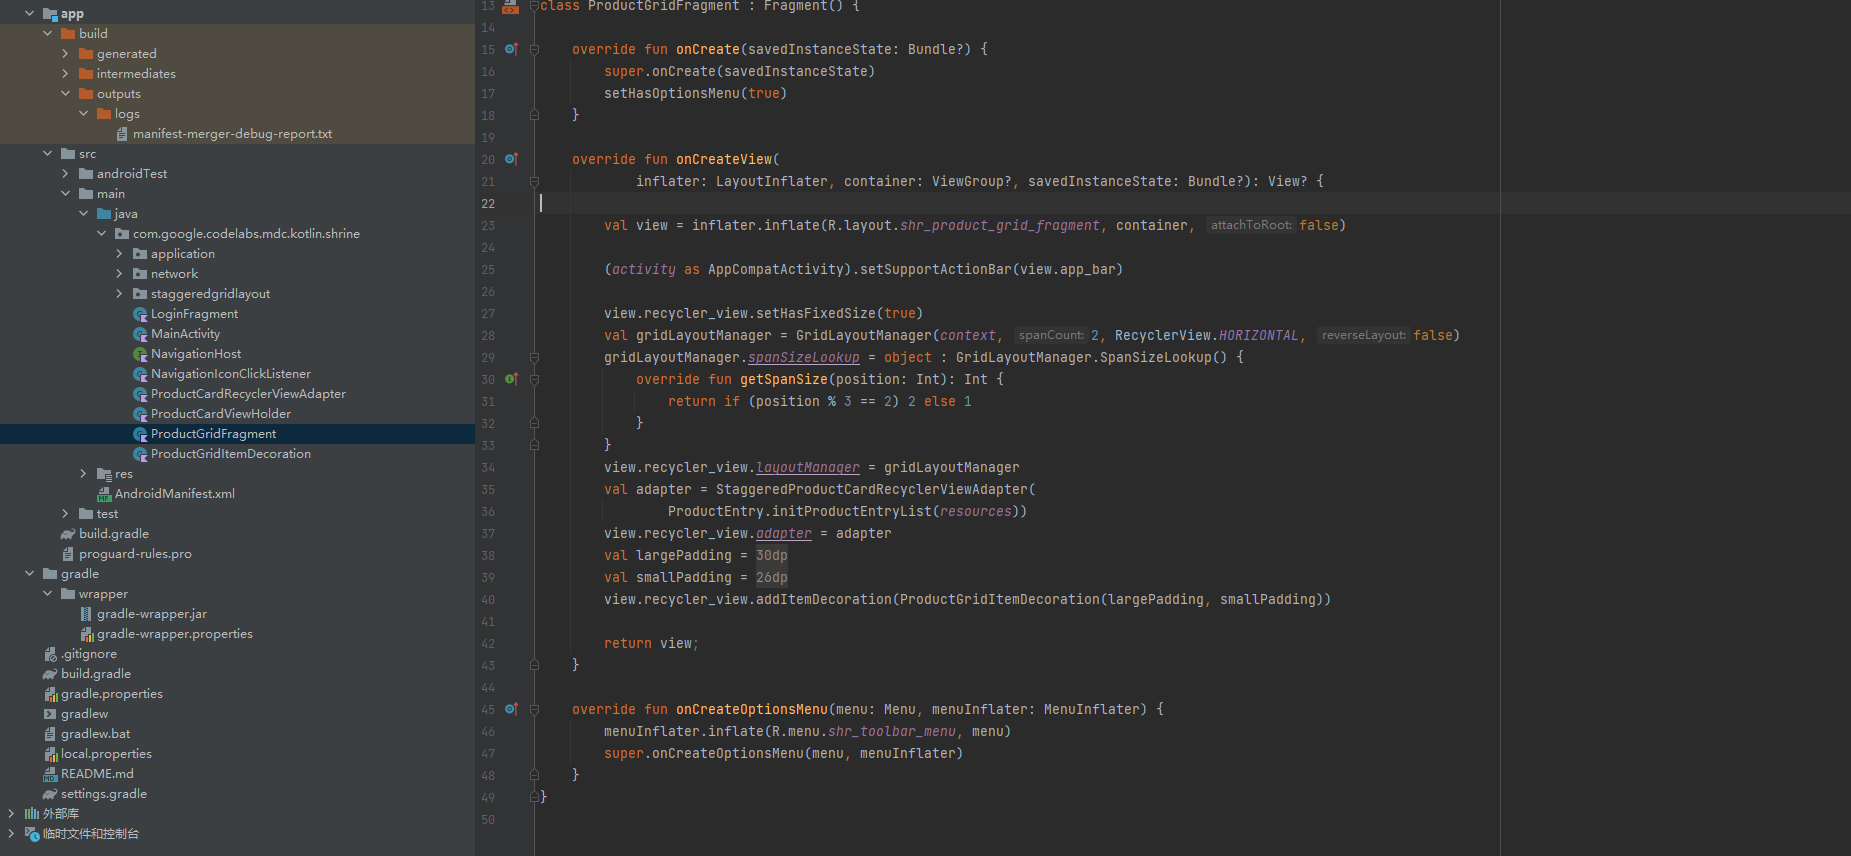 app
build
generated
intermediates
outputs
logs
manifest-merger-debug-report.txt
src
androidTest
main
java
com.google.codelabs.mdc.kotlin.shrine
application
network
staggeredgridlayout
LoginFragment
MainActivity
NavigationHost
NavigationIconClickListener
ProductCardRecyclerViewAdapter
ProductCardViewHolder
ProductGridFragment
ProductGridItemDecoration
res
AndroidManifest.xml
test
build.gradle
proguard-rules.pro
gradle
wrapper
gradle-wrapper.jar
gradle-wrapper.properties
.gitignore
build.gradle
gradle.properties
gradlew
gradlew.bat
local.properties
README.md
settings.gradle
外部库
临时文件和控制台
13 class ProductGridFragment : Fragment() {
14
15 override fun onCreate(savedInstanceState: Bundle?) {
16 super.onCreate(savedInstanceState)
17 setHasOptionsMenu(true)
18 }
19
20 override fun onCreateView(
21 inflater: LayoutInflater, container: ViewGroup?, savedInstanceState: Bundle?): View? {
22
23 val view = inflater.inflate(R.layout.shr_product_grid_fragment, container, attachToRoot: false)
24
25 (activity as AppCompatActivity).setSupportActionBar(view.app_bar)
26
27 view.recycler_view.setHasFixedSize(true)
28 val gridLayoutManager = GridLayoutManager(context, spanCount: 2, RecyclerView.HORIZONTAL, reverseLayout: false)
29 gridLayoutManager.spanSizeLookup = object : GridLayoutManager.SpanSizeLookup() {
30 override fun getSpanSize(position: Int): Int {
31 return if (position % 3 == 2) 2 else 1
32 }
33 }
34 view.recycler_view.layoutManager = gridLayoutManager
35 val adapter = StaggeredProductCardRecyclerViewAdapter(
36 ProductEntry.initProductEntryList(resources))
37 view.recycler_view.adapter = adapter
38 val largePadding = 30dp
39 val smallPadding = 26dp
40 view.recycler_view.addItemDecoration(ProductGridItemDecoration(largePadding, smallPadding))
41
42 return view;
43 }
44
45 override fun onCreateOptionsMenu(menu: Menu, menuInflater: MenuInflater) {
46 menuInflater.inflate(R.menu.shr_toolbar_menu, menu)
47 super.onCreateOptionsMenu(menu, menuInflater)
48 }
49 }
50